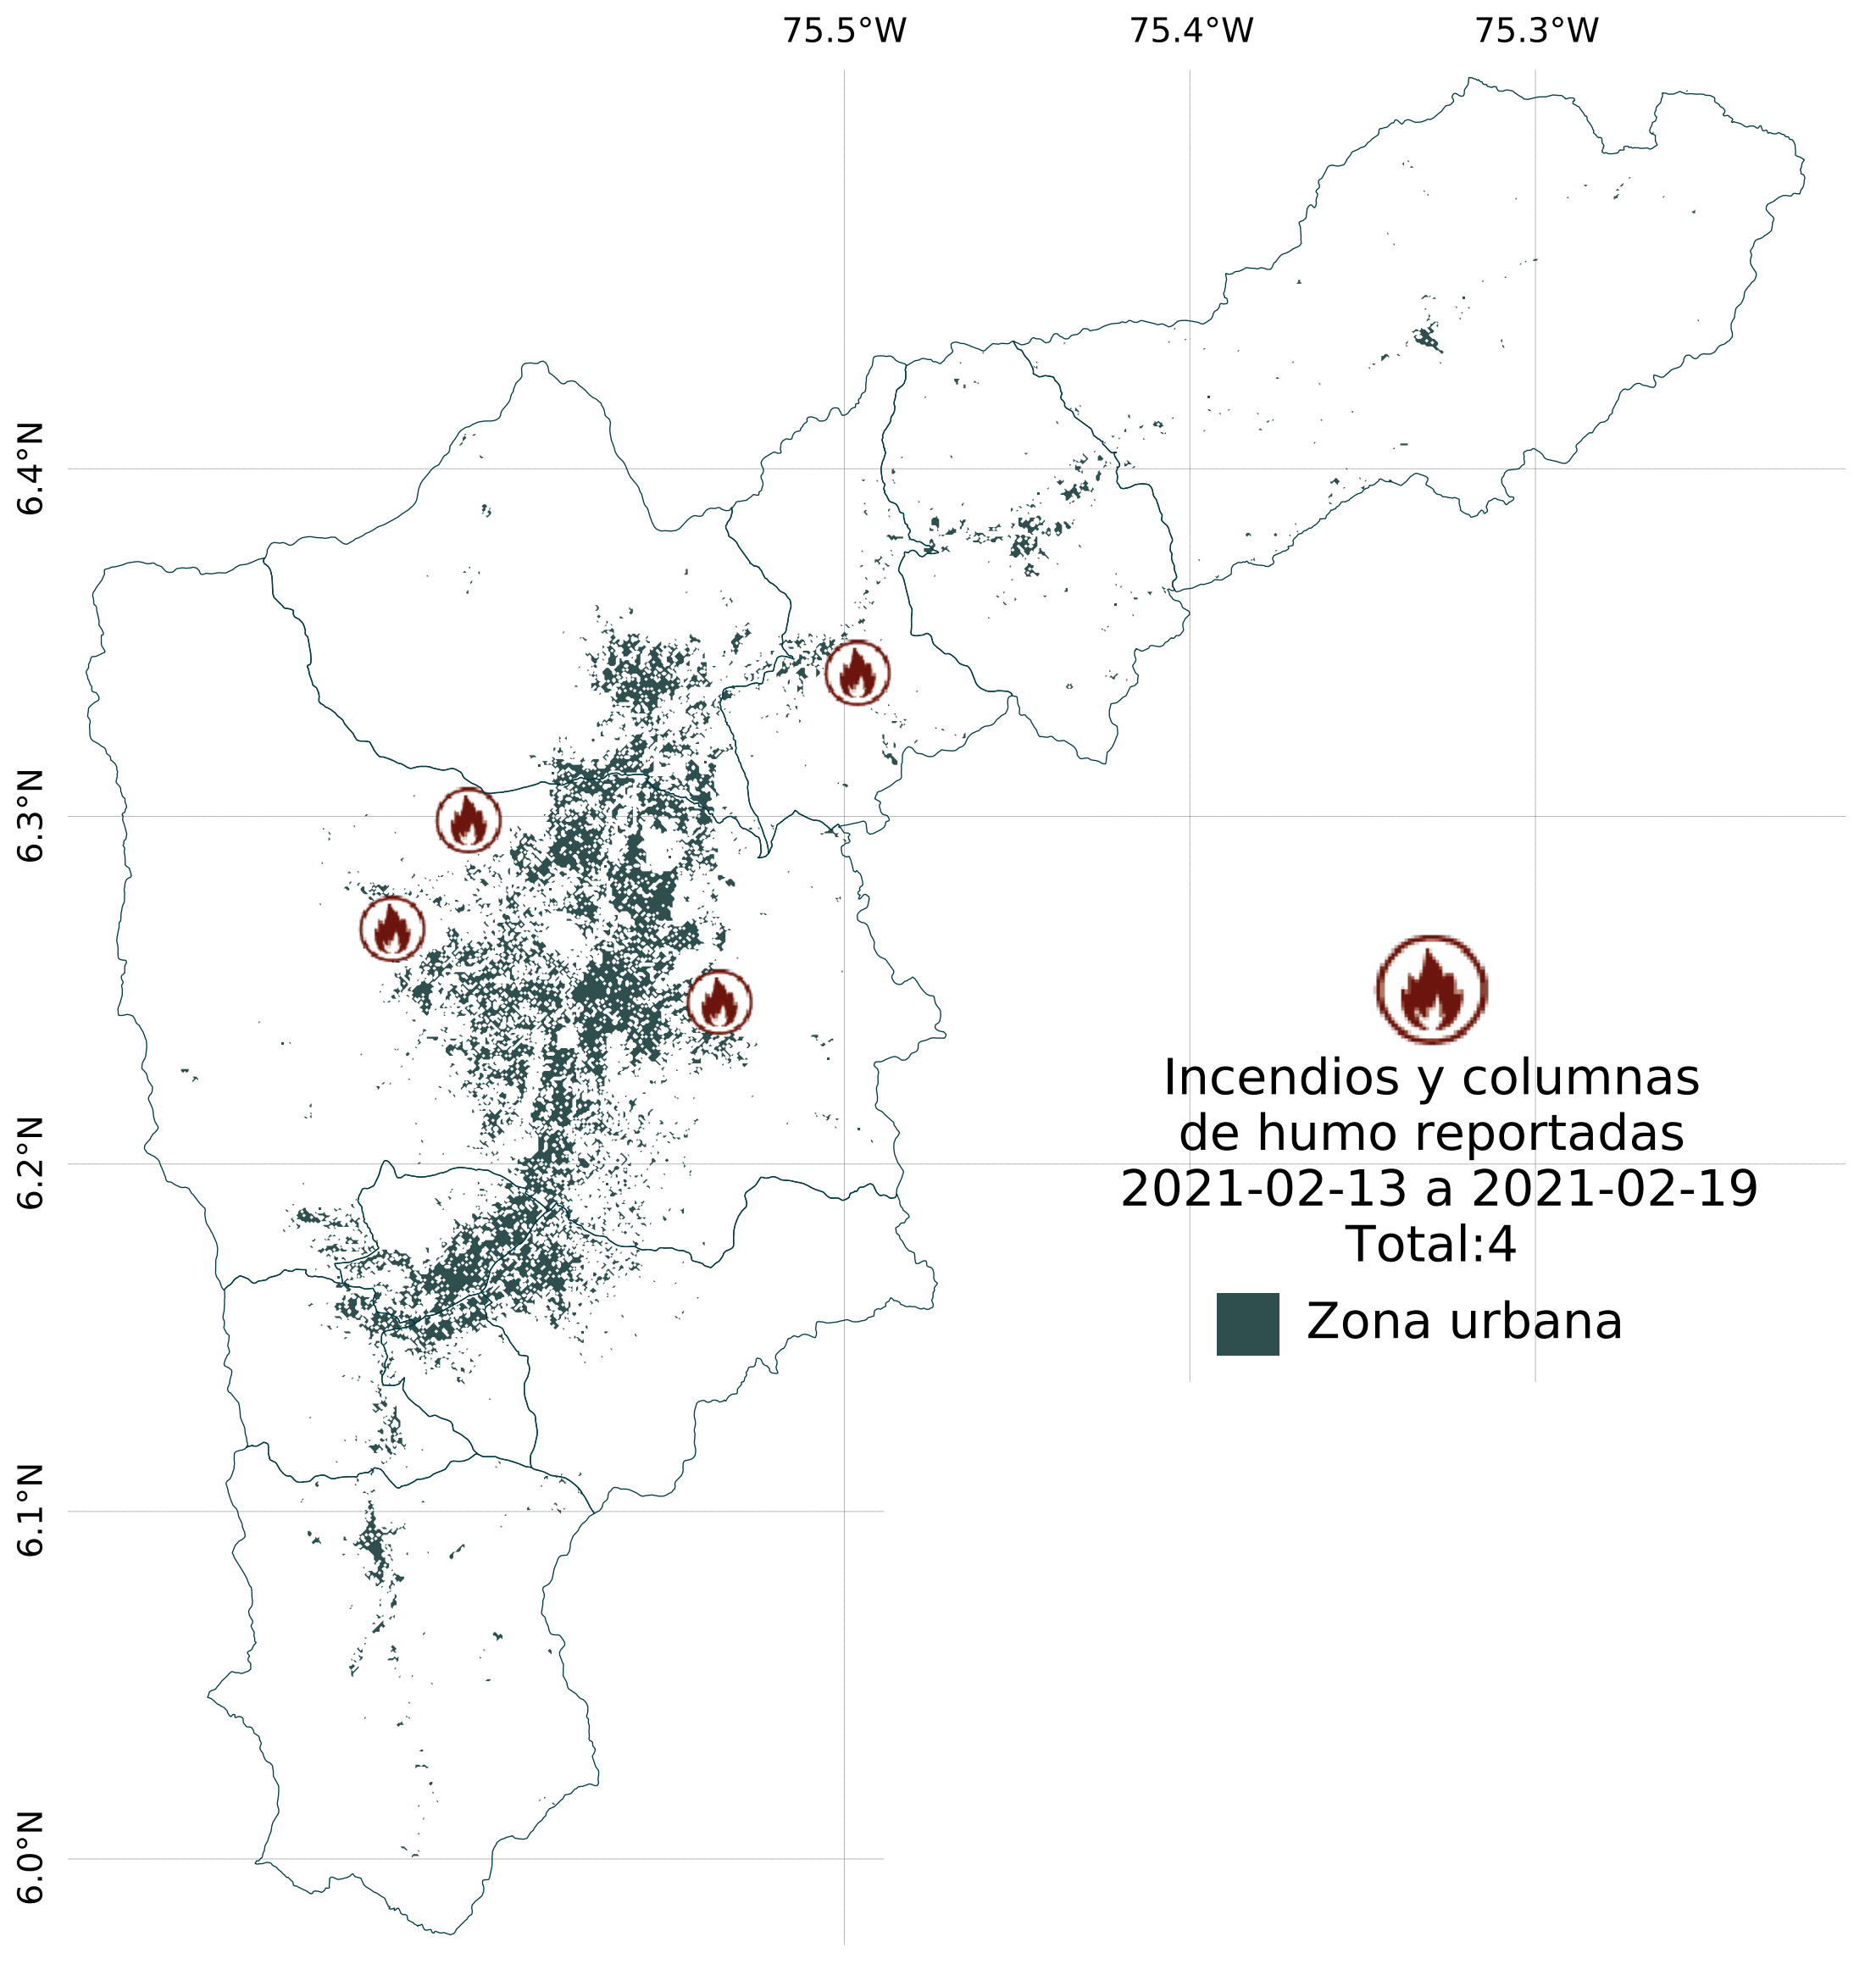 75.5°W
75.4°W
75.3°W
6.4°N
6.3°N
6.2°N
6.1°N
6.0°N
Incendios y columnas
de humo reportadas
2021-02-13 a 2021-02-19
Total:4
Zona urbana